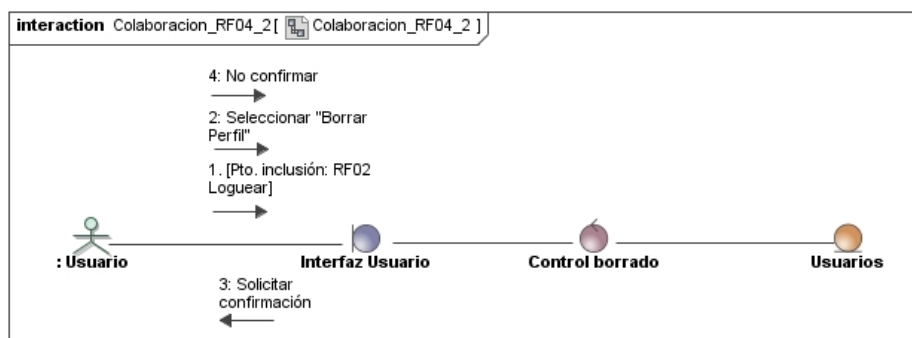 interaction Colaboracion_RF04_2[ Colaboracion_RF04_2 ]
4: No confirmar
2: Seleccionar "Borrar
Perfil"
1. [Pto. inclusión: RF02
Loguear]
: Usuario
Interfaz Usuario
Control borrado
Usuarios
3: Solicitar
confirmación